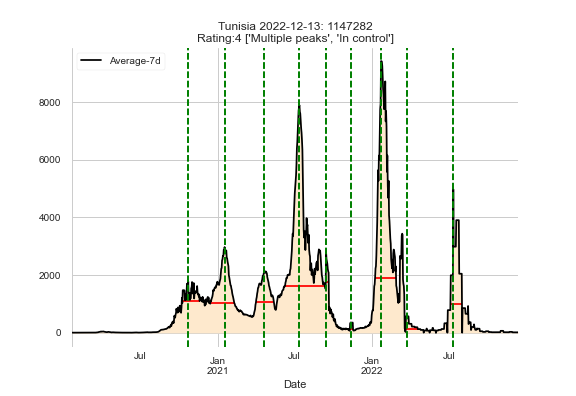 Tunisia 2022-12-13: 1147282
Rating:4 ['Multiple peaks', 'In control']
Average-7d
8000
6000
4000
2000
0
Jul
Jan
2021
Jul
Jan
2022
Jul
Date